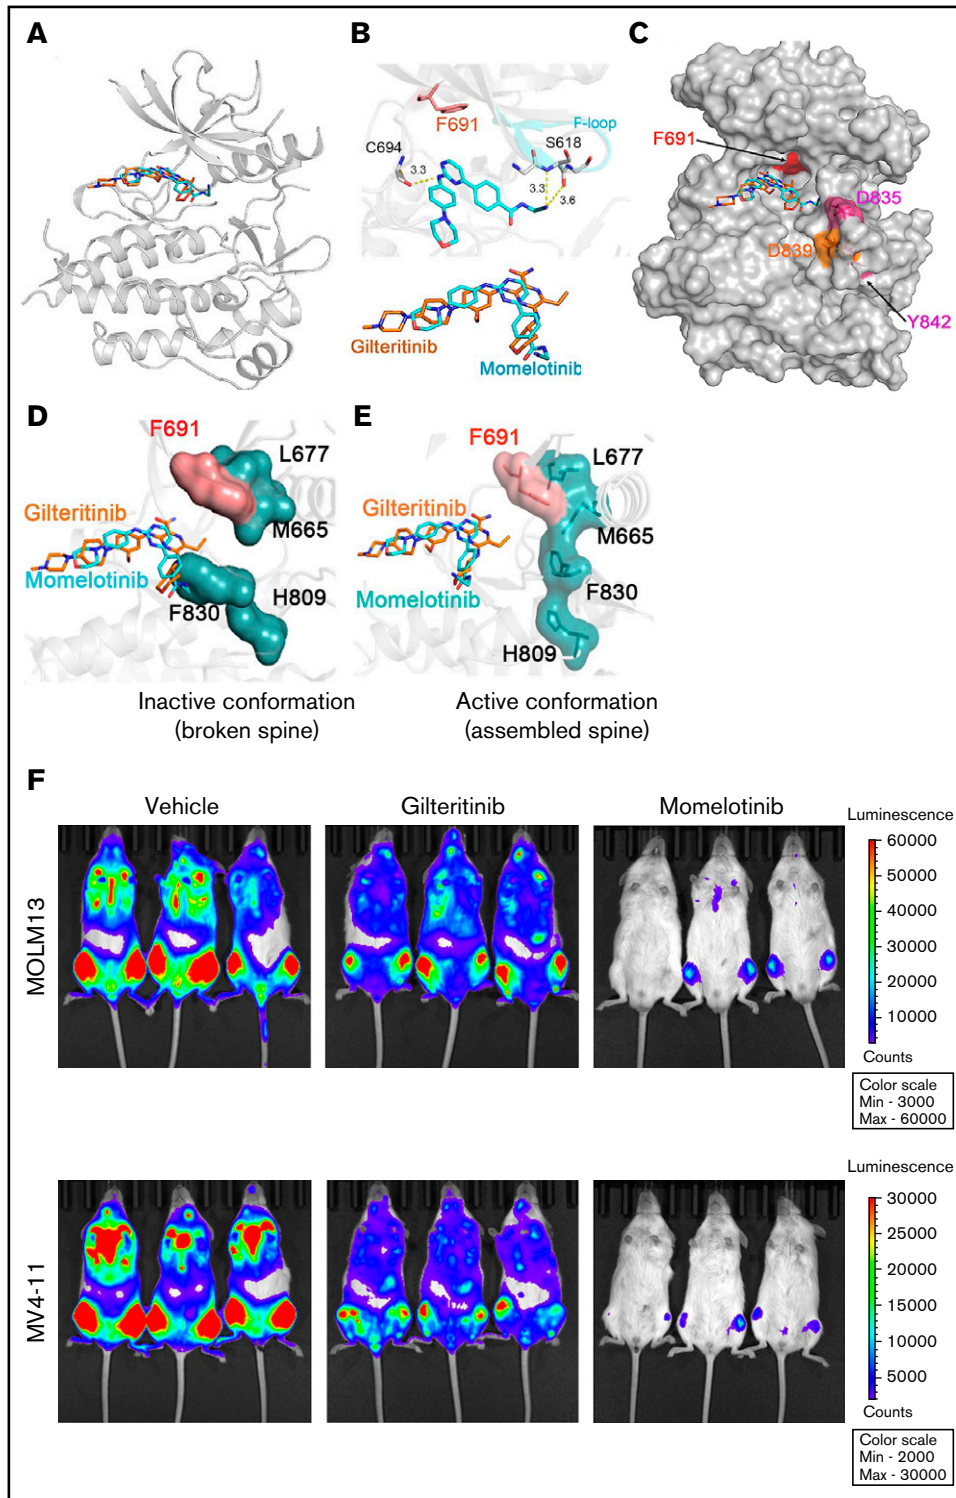 A
B
C
F691
F-loop
S618
C694
3.3
3.3
3.6
Gilteritinib
Momelotinib
F691
D835
D839
Y842
D
E
F691
L677
M665
Gilteritinib
Momelotinib
F830
H809
F691
L677
M665
Gilteritinib
Momelotinib
F830
H809
Inactive conformation
(broken spine)
Active conformation
(assembled spine)
F
Vehicle
Gilteritinib
Momelotinib
MOLM13
Luminescence
60000
50000
40000
30000
20000
10000
Counts
Color scale
Min - 3000
Max - 60000
MV4-11
Luminescence
30000
25000
20000
15000
10000
5000
Counts
Color scale
Min - 2000
Max - 30000